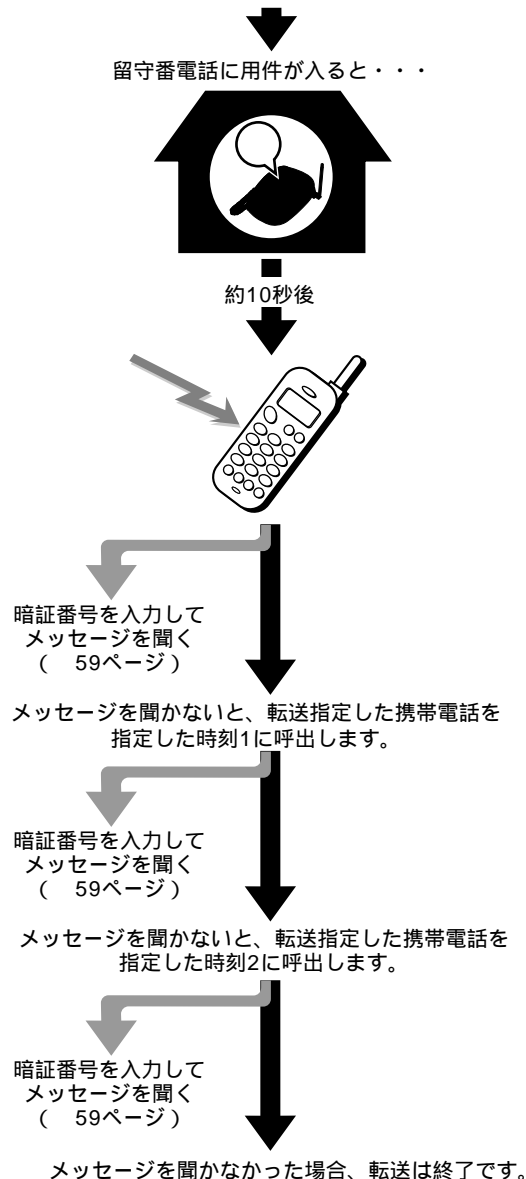 留守番電話に用件が入ると・・・
約10秒後
暗証番号を入力して
メッセージを聞く
(　59ページ)
メッセージを聞かないと、転送指定した携帯電話を
指定した時刻1に呼出します。
暗証番号を入力して
メッセージを聞く
(　59ページ)
メッセージを聞かないと、転送指定した携帯電話を
指定した時刻2に呼出します。
暗証番号を入力して
メッセージを聞く
(　59ページ)
メッセージを聞かなかった場合、転送は終了です。